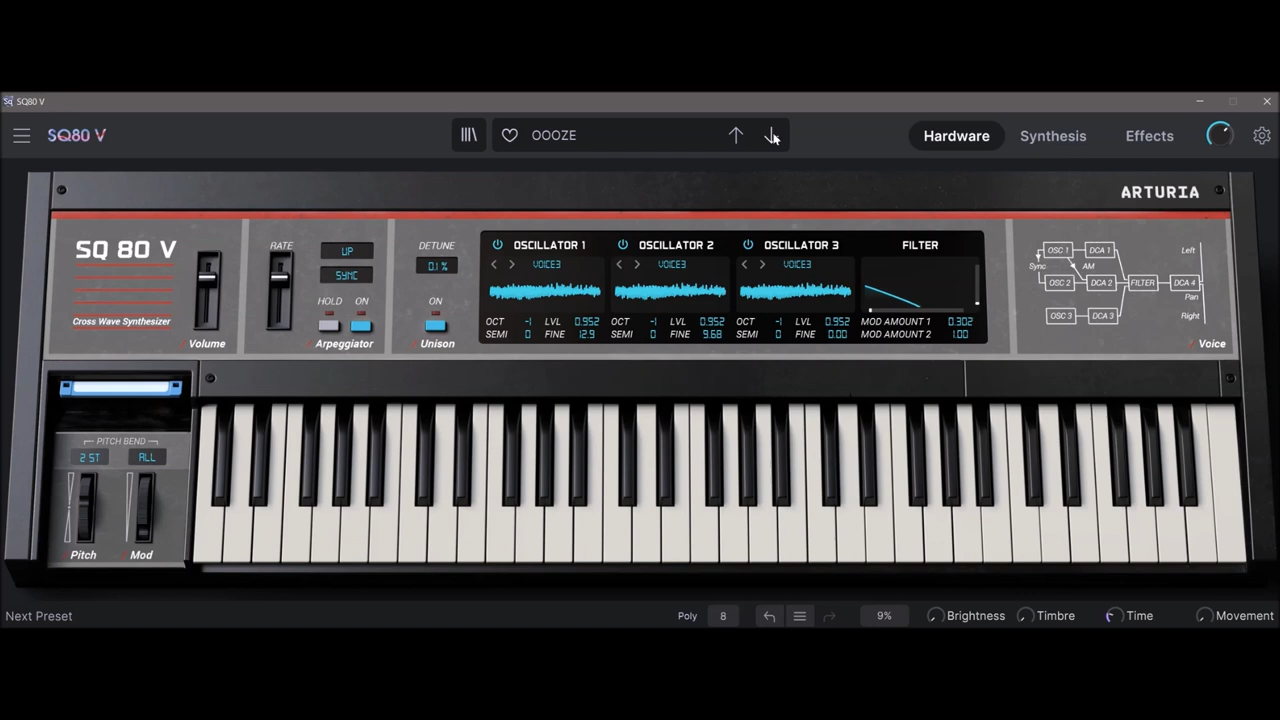 SQ80 V
SQ80 V
OOOZE
Hardware
Synthesis
Effects
ARTURIA
SQ 80 V
Cross Wave Synthesizer
Volume
RATE
UP
SYNC
HOLD ON
Arpeggiator
DETUNE
0.1 %
ON
Unison
OSCILLATOR 1
VOICE3
OCT -1 LVL 0.952
SEMI 0 FINE 12.9
OSCILLATOR 2
VOICE3
OCT -1 LVL 0.952
SEMI 0 FINE 9.68
OSCILLATOR 3
VOICE3
OCT -1 LVL 0.952
SEMI 0 FINE 0.00
FILTER
MOD AMOUNT 1 0.302
MOD AMOUNT 2 1.00
OSC 1 DCA 1 Left
Sync AM
OSC 2 DCA 2 FILTER DCA 4
Pan
OSC 3 DCA 3 Right
Voice
PITCH BEND
2 ST ALL
Pitch Mod
Next Preset
Poly 8
9%
Brightness
Timbre
Time
Movement